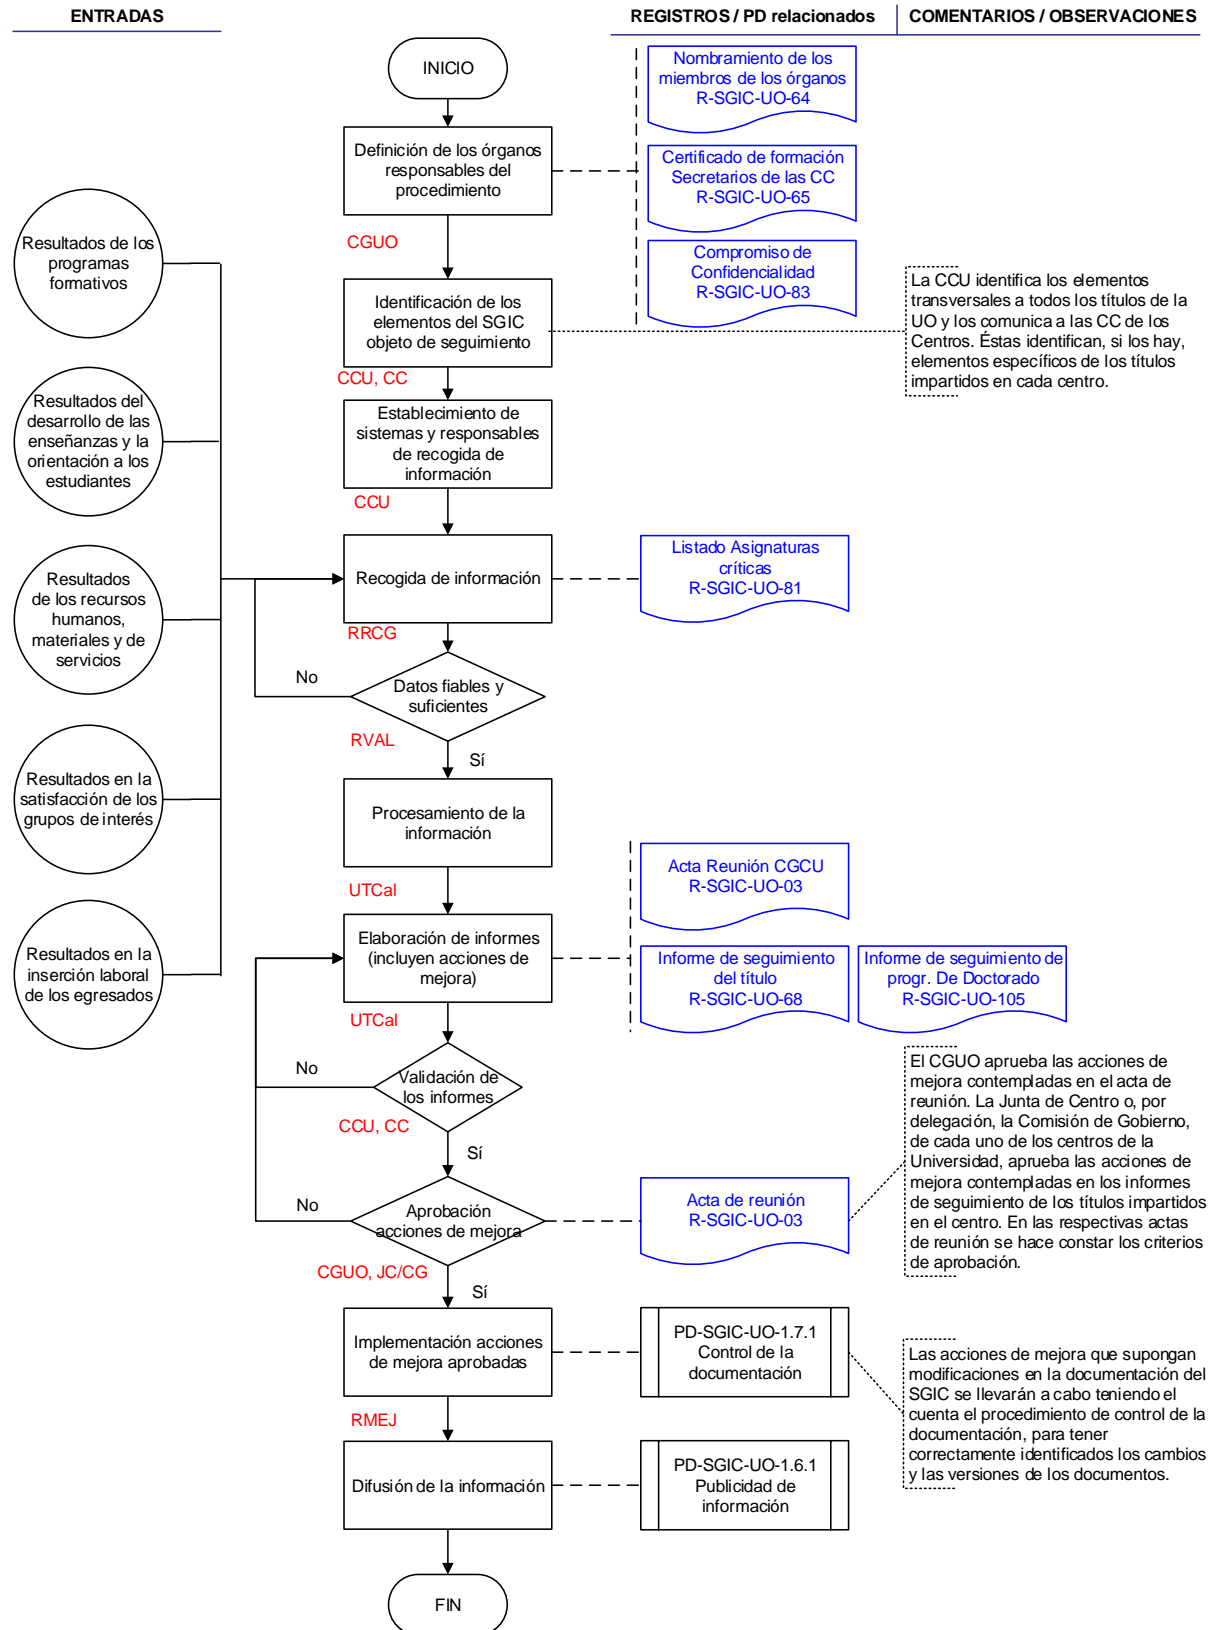 ENTRADAS
REGISTROS / PD relacionados
COMENTARIOS / OBSERVACIONES
INICIO
Nombramiento de los
miembros de los órganos
R-SGIC-UO-64
Definición de los órganos
responsables del
procedimiento
Certificado de formación
Secretarios de las CC
R-SGIC-UO-65
CGUO
Compromiso de
Confidencialidad
R-SGIC-UO-83
Resultados de los
programas
formativos
Identificación de los
elementos del SGIC
objeto de seguimiento
La CCU identifica los elementos
transversales a todos los títulos de la
UO y los comunica a las CC de los
Centros. Éstas identifican, si los hay,
elementos específicos de los títulos
impartidos en cada centro.
CCU, CC
Resultados del
desarrollo de las
enseñanzas y la
orientación a los
estudiantes
Establecimiento de
sistemas y responsables
de recogida de
información
CCU
Recogida de información
Listado Asignaturas
críticas
R-SGIC-UO-81
Resultados
de los recursos
humanos,
materiales y de
servicios
RRCG
No
Datos fiables y
suficientes
RVAL
Sí
Resultados en la
satisfacción de los
grupos de interés
Procesamiento de la
información
Acta Reunión CGCU
R-SGIC-UO-03
UTCal
Resultados en la
inserción laboral
de los egresados
Elaboración de informes
(incluyen acciones de
mejora)
Informe de seguimiento
del título
R-SGIC-UO-68
Informe de seguimiento de
progr. De Doctorado
R-SGIC-UO-105
UTCal
No
Validación de
los informes
CCU, CC
Sí
El CGUO aprueba las acciones de
mejora contempladas en el acta de
reunión. La Junta de Centro o, por
delegación, la Comisión de Gobierno,
de cada uno de los centros de la
Universidad, aprueba las acciones de
mejora contempladas en los informes
de seguimiento de los títulos impartidos
en el centro. En las respectivas actas
de reunión se hace constar los criterios
de aprobación.
No
Aprobación
acciones de mejora
Acta de reunión
R-SGIC-UO-03
CGUO, JC/CG
Sí
Implementación acciones
de mejora aprobadas
PD-SGIC-UO-1.7.1
Control de la
documentación
Las acciones de mejora que supongan
modificaciones en la documentación del
SGIC se llevarán a cabo teniendo el
cuenta el procedimiento de control de la
documentación, para tener
correctamente identificados los cambios
y las versiones de los documentos.
RMEJ
Difusión de la información
PD-SGIC-UO-1.6.1
Publicidad de
información
FIN